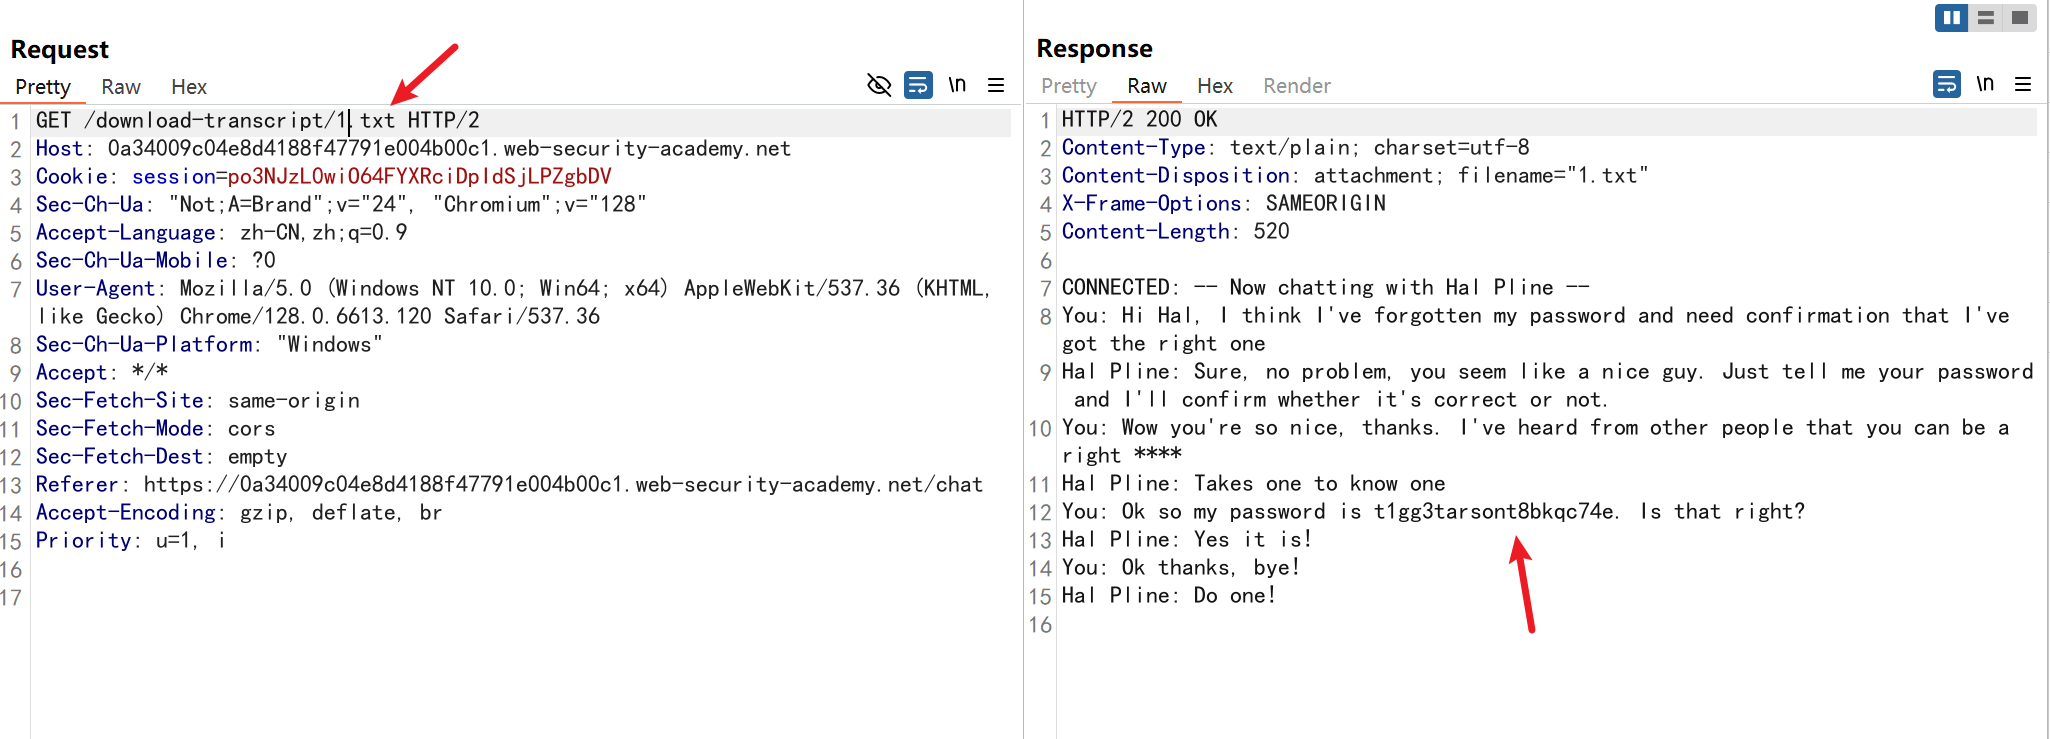 Request
Pretty Raw Hex \n
1 GET /download-transcript/1.txt HTTP/2
2 Host: 0a34009c04e8d4188f47791e004b00c1.web-security-academy.net
3 Cookie: session=po3NJzL0wi064FYXRciDpIdSjLPZgbDV
4 Sec-Ch-Ua: "Not;A=Brand";v="24", "Chromium";v="128"
5 Accept-Language: zh-CN,zh;q=0.9
6 Sec-Ch-Ua-Mobile: ?0
7 User-Agent: Mozilla/5.0 (Windows NT 10.0; Win64; x64) AppleWebKit/537.36 (KHTML,
like Gecko) Chrome/128.0.6613.120 Safari/537.36
8 Sec-Ch-Ua-Platform: "Windows"
9 Accept: */*
10 Sec-Fetch-Site: same-origin
11 Sec-Fetch-Mode: cors
12 Sec-Fetch-Dest: empty
13 Referer: https://0a34009c04e8d4188f47791e004b00c1.web-security-academy.net/chat
14 Accept-Encoding: gzip, deflate, br
15 Priority: u=1, i
16
17
Response
Pretty Raw Hex Render \n
1 HTTP/2 200 OK
2 Content-Type: text/plain; charset=utf-8
3 Content-Disposition: attachment; filename="1.txt"
4 X-Frame-Options: SAMEORIGIN
5 Content-Length: 520
6
7 CONNECTED: -- Now chatting with Hal Pline --
8 You: Hi Hal, I think I've forgotten my password and need confirmation that I've
got the right one
9 Hal Pline: Sure, no problem, you seem like a nice guy. Just tell me your password
and I'll confirm whether it's correct or not.
10 You: Wow you're so nice, thanks. I've heard from other people that you can be a
right ****
11 Hal Pline: Takes one to know one
12 You: Ok so my password is t1gg3tarsont8bkqc74e. Is that right?
13 Hal Pline: Yes it is!
14 You: Ok thanks, bye!
15 Hal Pline: Do one!
16